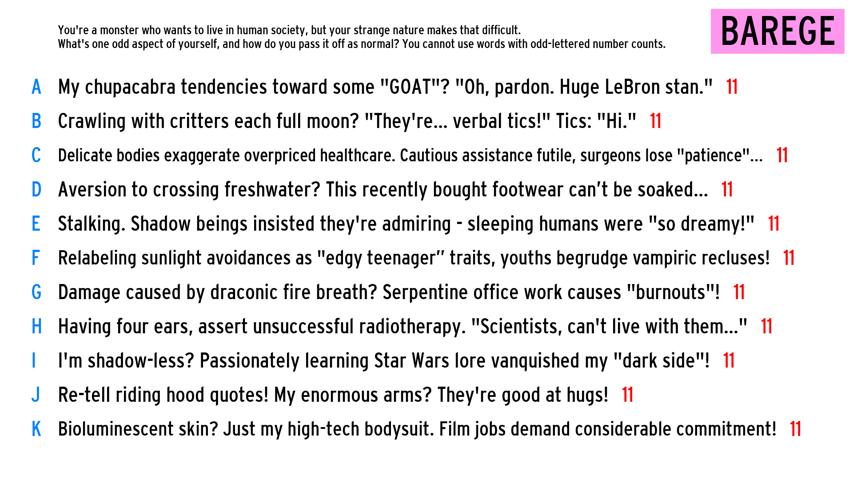 You're a monster who wants to live in human society, but your strange nature makes that difficult.
What's one odd aspect of yourself, and how do you pass it off as normal? You cannot use words with odd-lettered number counts.
BAREGE
A My chupacabra tendencies toward some "GOAT"? "Oh, pardon. Huge LeBron stan." 11
B Crawling with critters each full moon? "They're... verbal tics!" Tics: "Hi." 11
C Delicate bodies exaggerate overpriced healthcare. Cautious assistance futile, surgeons lose "patience"... 11
D Aversion to crossing freshwater? This recently bought footwear can't be soaked... 11
E Stalking. Shadow beings insisted they're admiring - sleeping humans were "so dreamy!" 11
F Relabeling sunlight avoidances as "edgy teenager" traits, youths begrudge vampiric recluses! 11
G Damage caused by draconic fire breath? Serpentine office work causes "burnouts"! 11
H Having four ears, assert unsuccessful radiotherapy. "Scientists, can't live with them..." 11
I I'm shadow-less? Passionately learning Star Wars lore vanquished my "dark side"! 11
J Re-tell riding hood quotes! My enormous arms? They're good at hugs! 11
K Bioluminescent skin? Just my high-tech bodysuit. Film jobs demand considerable commitment! 11